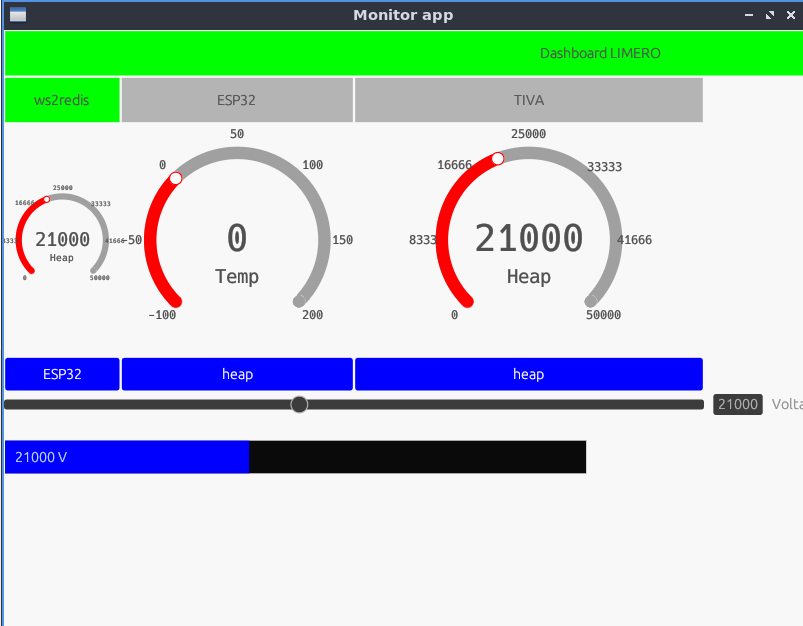 Monitor app
Dashboard LIMERO
ws2redis ESP32 TIVA
50
25000
0 100
16666 33333
25000
16666 33333
-50 0 150
8333 21000 41666
21000
3333 41666
Heap
Temp
Heap
0 50000
-100 200
0 50000
ESP32 heap heap
21000 Volta
21000 V